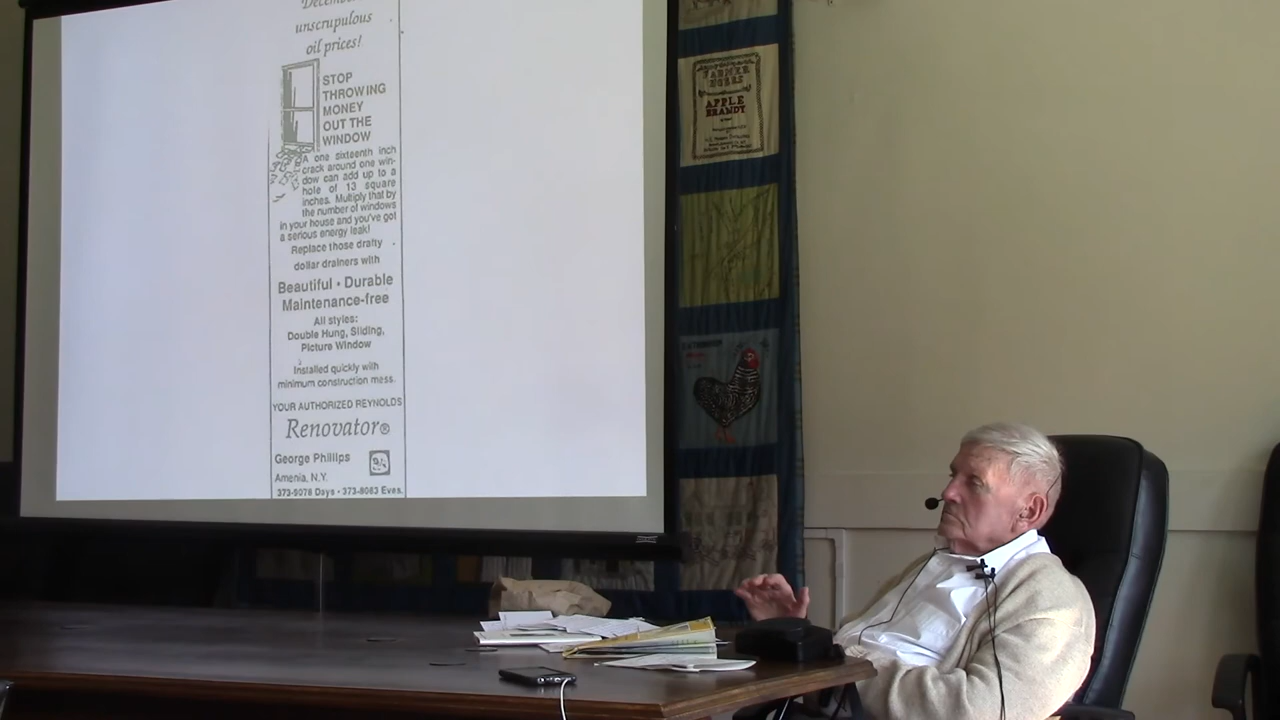 unscrupulous
oil prices!
STOP
THROWING
MONEY
OUT THE
WINDOW
A one sixteenth inch
crack around one win-
dow can add up to a
hole of 13 square
inches. Multiply that by
the number of windows
in your house and you've got
a serious energy leak!
Replace those drafty
dollar drainers with
Beautiful • Durable
Maintenance-free
All styles:
Double Hung, Sliding,
Picture Window
Installed quickly with
minimum construction mess.
YOUR AUTHORIZED REYNOLDS
Renovator®
George Phillips
Amenia, N.Y.
373-9078 Days • 373-8063 Eves.
APPLE
BRANDY